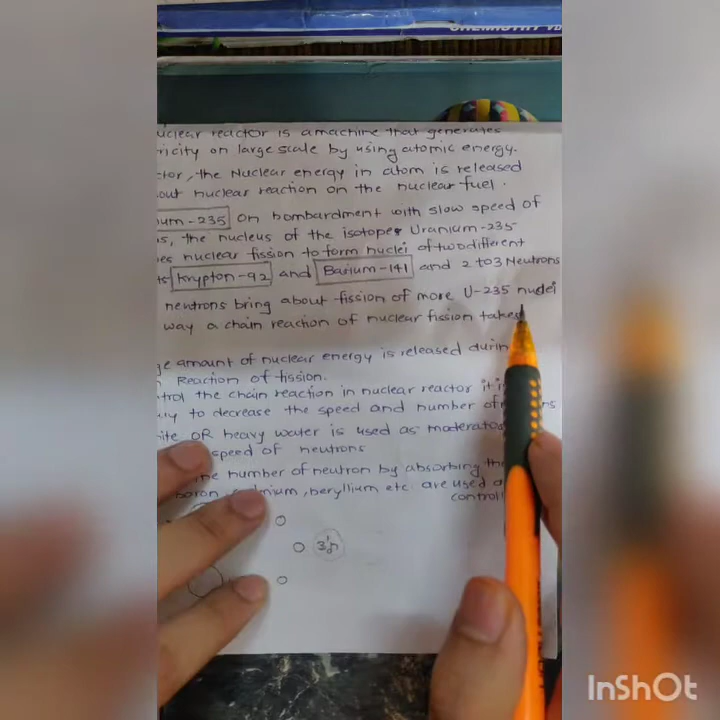 CHEMISTRY
uclear reactor is a machine that generates
ricity on large scale by using atomic energy.
ctor, the Nuclear energy in atom is released
out nuclear reaction on the nuclear fuel.
ium-235 on bombardment with slow speed of
s, the nucleus of the isotopes Uranium-235
es nuclear fission to form nuclei of two different
ts Krypton-92 and Barium-141 and 2 to 3 Neutrons
neutrons bring about fission of more U-235 nuclei
way a chain reaction of nuclear fission takes
ge amount of nuclear energy is released durin
Reaction of fission.
trol the chain reaction in nuclear reactor it i
ry to decrease the speed and number of
ite OR heavy water is used as moderato
speed of neutrons
he number of neutron by absorbing th
boron, beryllium etc. are used a
controll
InShOt